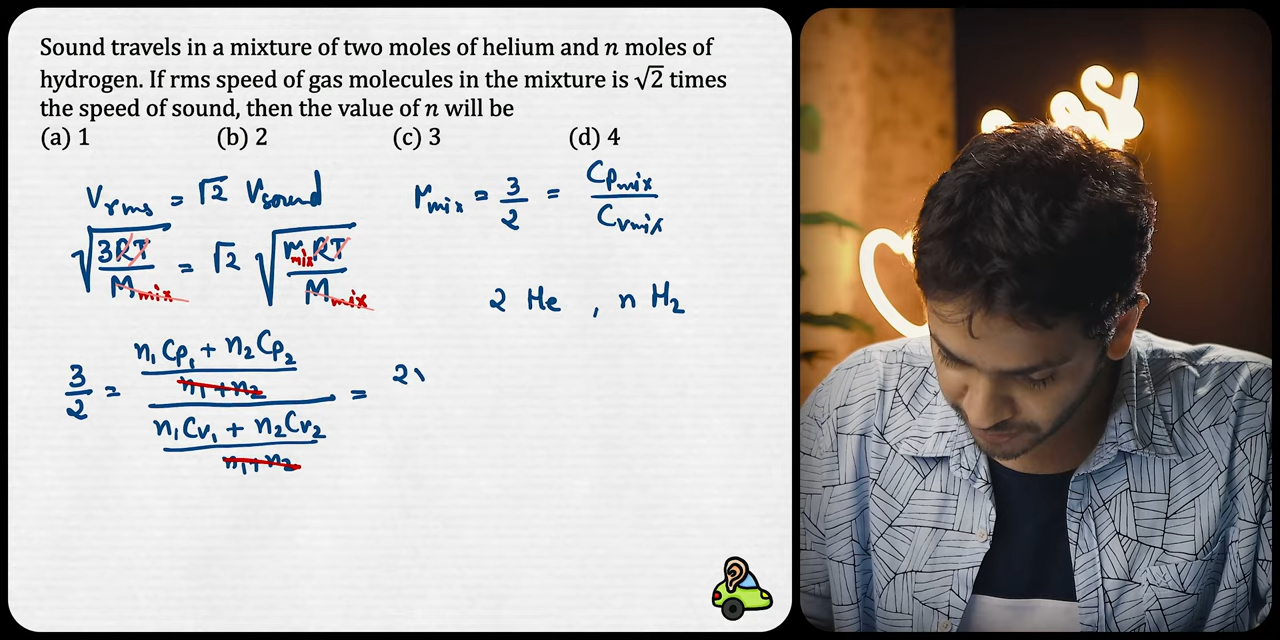 Sound travels in a mixture of two moles of helium and n moles of
hydrogen. If rms speed of gas molecules in the mixture is √2 times
the speed of sound, then the value of n will be
(a) 1 (b) 2 (c) 3 (d) 4
Vrms = √2 Vsound
√(3RT/Mmix) = √2 √(γmixRT/Mmix)
γmix = 3/2 = CPmix/Cvmix
2 He , n H₂
3/2 = ((n₁Cp₁ + n₂Cp₂)/(n₁+n₂))/((n₁Cv₁ + n₂Cv₂)/(n₁+n₂)) = 2